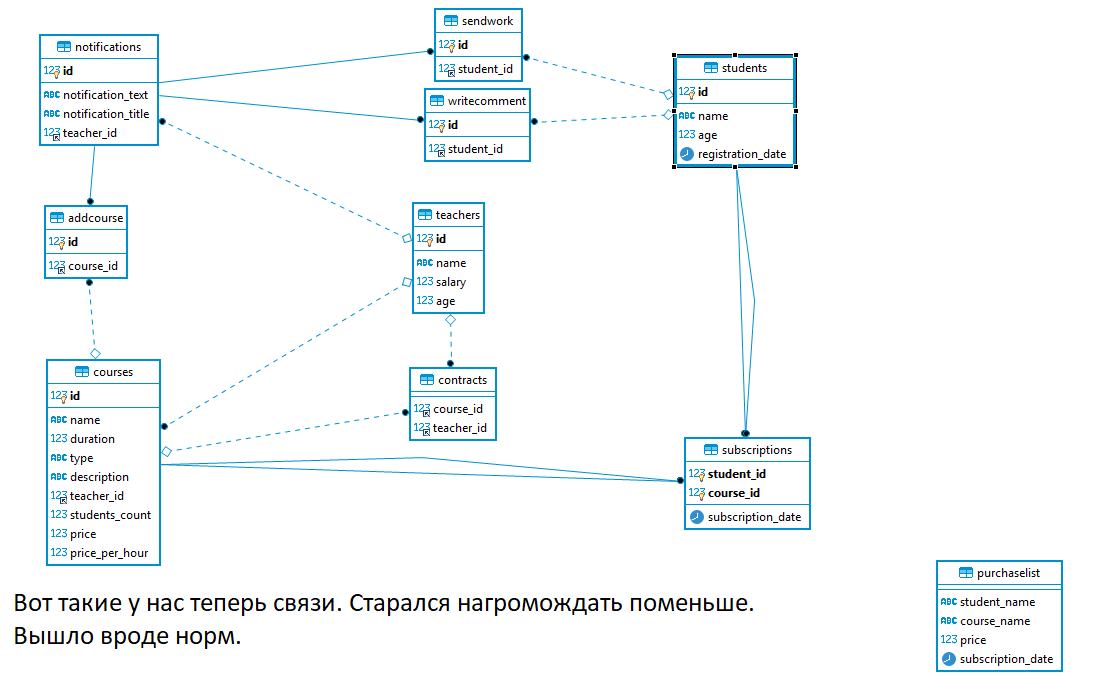 notifications
123 id
ABC notification_text
ABC notification_title
123 teacher_id
sendwork
123 id
123 student_id
writecomment
123 id
123 student_id
students
123 id
ABC name
123 age
registration_date
addcourse
123 id
123 course_id
teachers
123 id
ABC name
123 salary
123 age
courses
123 id
ABC name
123 duration
ABC type
ABC description
123 teacher_id
123 students_count
123 price
123 price_per_hour
contracts
123 course_id
123 teacher_id
subscriptions
123 student_id
123 course_id
subscription_date
purchaselist
ABC student_name
ABC course_name
123 price
subscription_date
Вот такие у нас теперь связи. Старался нагромождать поменьше.
Вышло вроде норм.